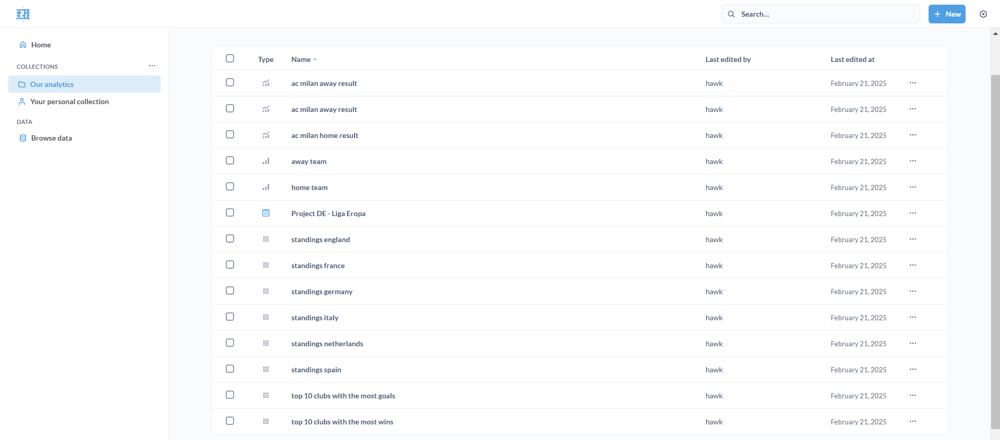 Search...
New
Home
COLLECTIONS
Our analytics
Your personal collection
DATA
Browse data
Type Name Last edited by Last edited at
ac milan away result hawk February 21, 2025
ac milan away result hawk February 21, 2025
ac milan home result hawk February 21, 2025
away team hawk February 21, 2025
home team hawk February 21, 2025
Project DE - Liga Eropa hawk February 21, 2025
standings england hawk February 21, 2025
standings france hawk February 21, 2025
standings germany hawk February 21, 2025
standings italy hawk February 21, 2025
standings netherlands hawk February 21, 2025
standings spain hawk February 21, 2025
top 10 clubs with the most goals hawk February 21, 2025
top 10 clubs with the most wins hawk February 21, 2025